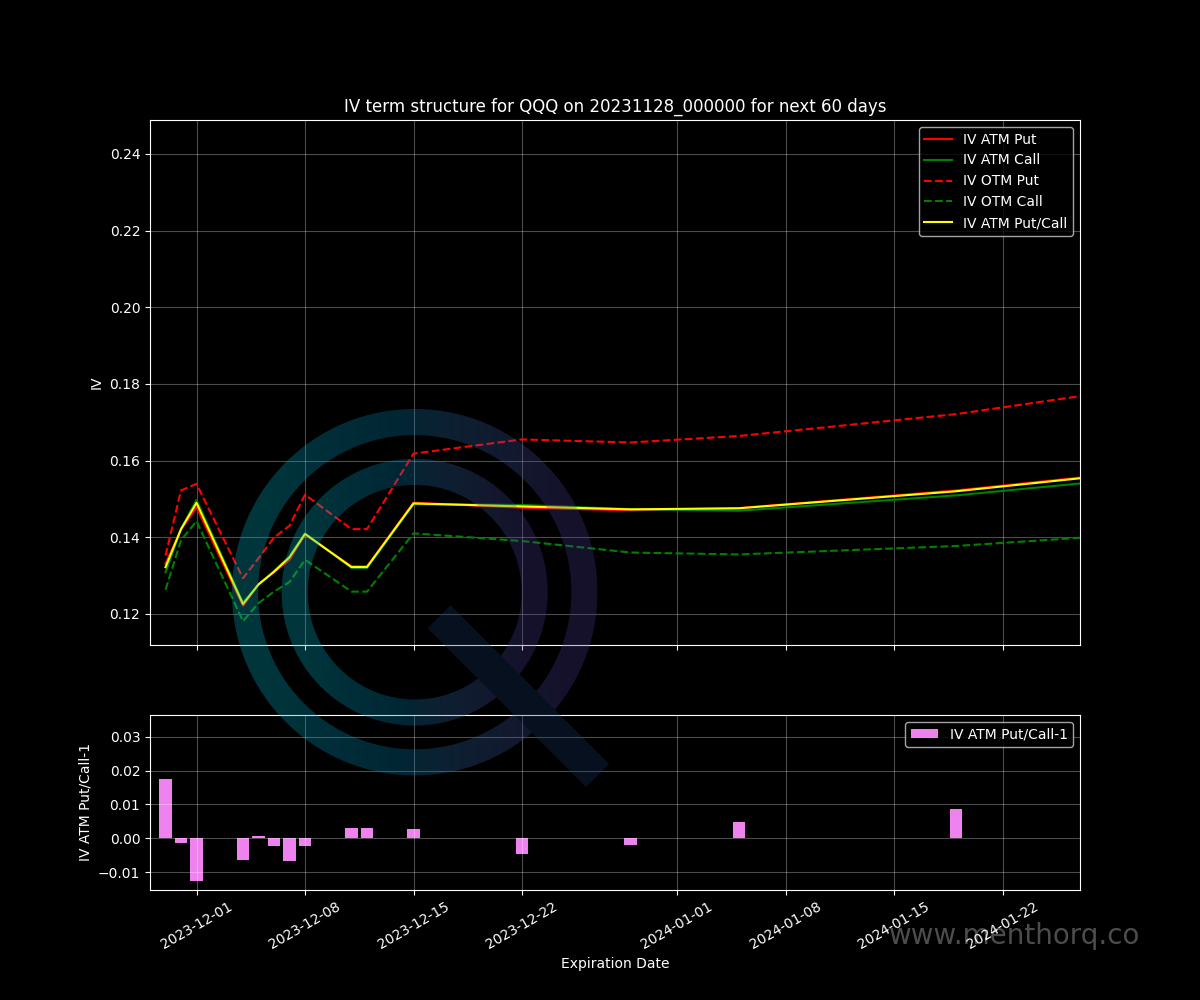 IV term structure for QQQ on 20231128_000000 for next 60 days
IV ATM Put
IV ATM Call
IV OTM Put
IV OTM Call
IV ATM Put/Call
0.24
0.22
0.20
0.18
0.16
0.14
0.12
IV
IV ATM Put/Call-1
0.03
0.02
0.01
0.00
−0.01
IV ATM Put/Call-1
2023-12-01
2023-12-08
2023-12-15
2023-12-22
2024-01-01
2024-01-08
2024-01-15
2024-01-22
www.menthorq.co
Expiration Date